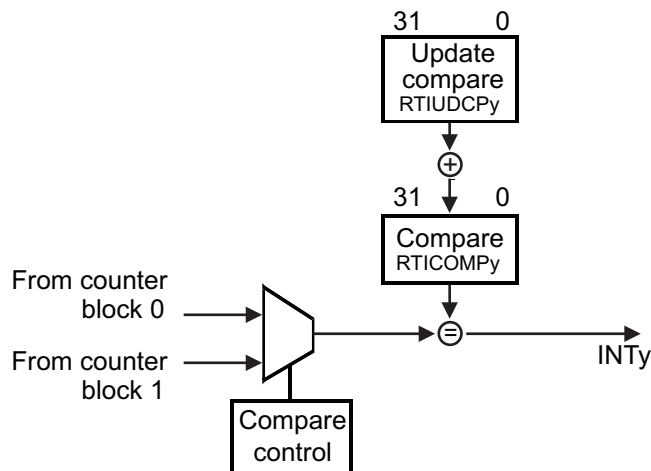 31 0
Update
compare
RTIUDCPy
+
31 0
Compare
RTICOMPy
From counter
block 0
=
INTy
From counter
block 1
Compare
control